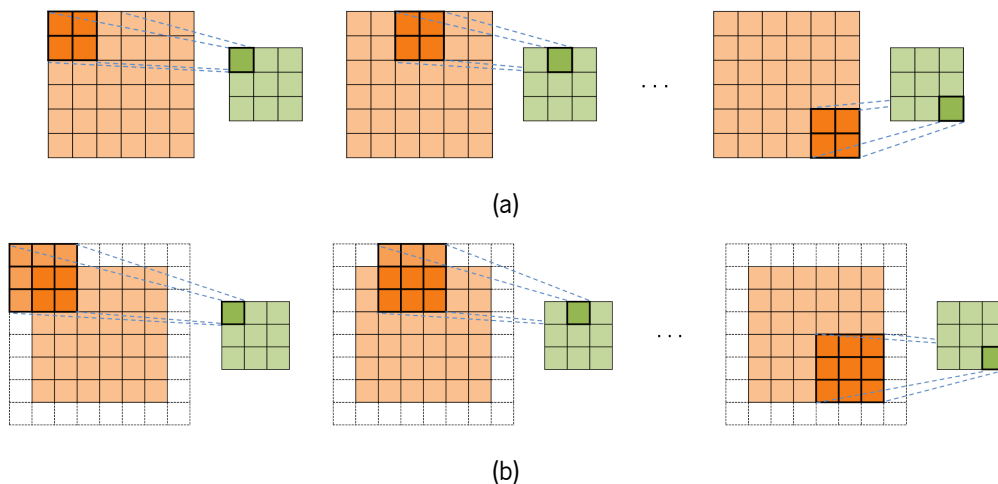 . . .
(a)
. . .
(b)